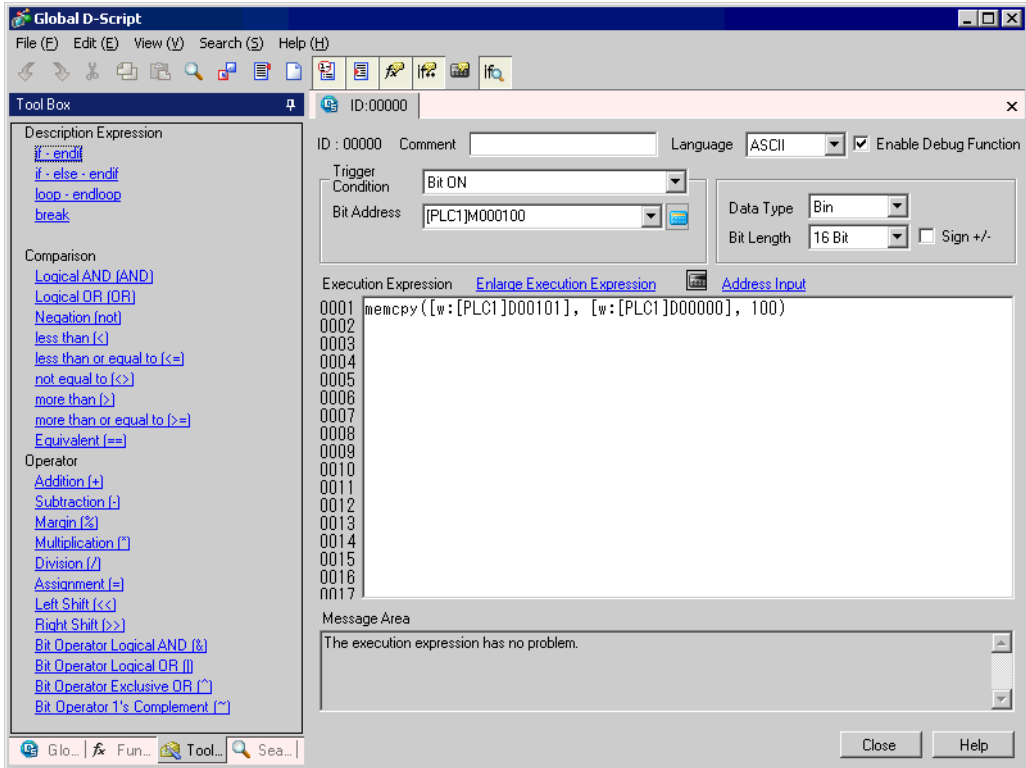 Global D-Script
File (F) Edit (E) View (V) Search (S) Help (H)
Tool Box
ID:00000
Description Expression
if - endif
if - else - endif
loop - endloop
break
Comparison
Logical AND (AND)
Logical OR (OR)
Negation (not)
less than (<)
less than or equal to (<=)
not equal to (<>)
more than (>)
more than or equal to (>=)
Equivalent (==)
Operator
Addition (+)
Subtraction (-)
Margin (%)
Multiplication (*)
Division (/)
Assignment (=)
Left Shift (<<)
Right Shift (>>)
Bit Operator Logical AND (&)
Bit Operator Logical OR (|)
Bit Operator Exclusive OR (^)
Bit Operator 1's Complement (~)
Glo... Fun... Tool... Sea...
ID : 00000 Comment Language ASCII Enable Debug Function
Trigger
Condition Bit ON
Bit Address [PLC1]M000100
Data Type Bin
Bit Length 16 Bit Sign +/-
Execution Expression Enlarge Execution Expression Address Input
0001 memcpy([w:[PLC1]D00101], [w:[PLC1]D00000], 100)
0002
0003
0004
0005
0006
0007
0008
0009
0010
0011
0012
0013
0014
0015
0016
0017
Message Area
The execution expression has no problem.
Close Help